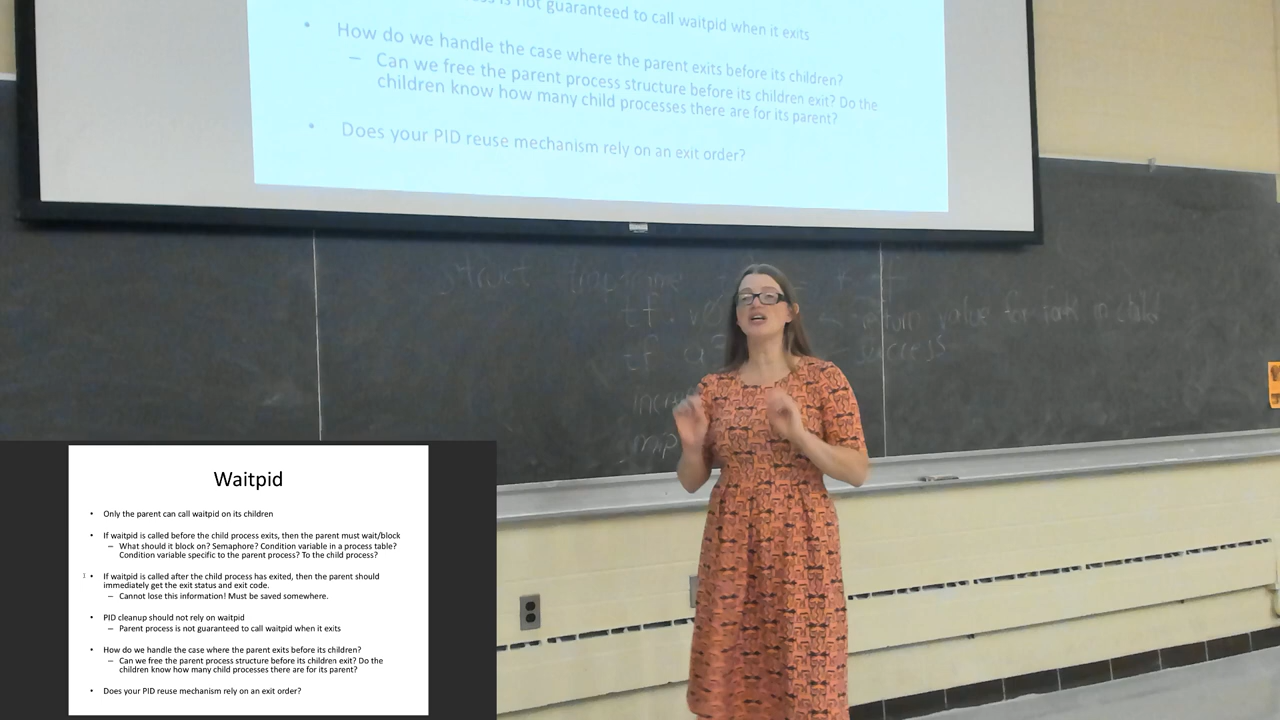 is not guaranteed to call waitpid when it exits
• How do we handle the case where the parent exits before its children?
– Can we free the parent process structure before its children exit? Do the
children know how many child processes there are for its parent?
• Does your PID reuse mechanism rely on an exit order?
struct
tf
return value for fork in child
tf
success
Waitpid
• Only the parent can call waitpid on its children
• If waitpid is called before the child process exits, then the parent must wait/block
– What should it block on? Semaphore? Condition variable in a process table?
Condition variable specific to the parent process? To the child process?
• If waitpid is called after the child process has exited, then the parent should
immediately get the exit status and exit code.
– Cannot lose this information! Must be saved somewhere.
• PID cleanup should not rely on waitpid
– Parent process is not guaranteed to call waitpid when it exits
• How do we handle the case where the parent exits before its children?
– Can we free the parent process structure before its children exit? Do the
children know how many child processes there are for its parent?
• Does your PID reuse mechanism rely on an exit order?